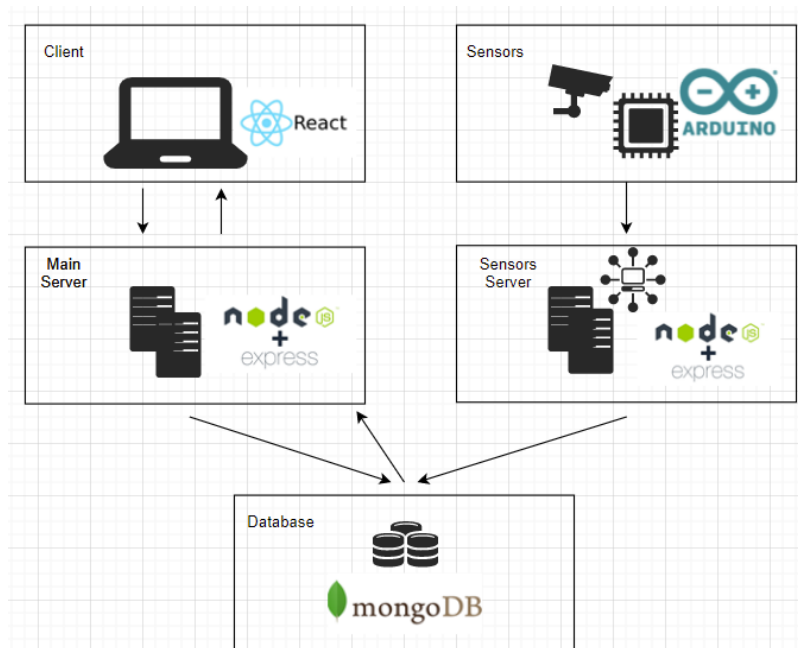 Client
React
Sensors
ARDUINO
Main
Server
node
JS
+
express
Sensors
Server
node
JS
+
express
Database
mongoDB